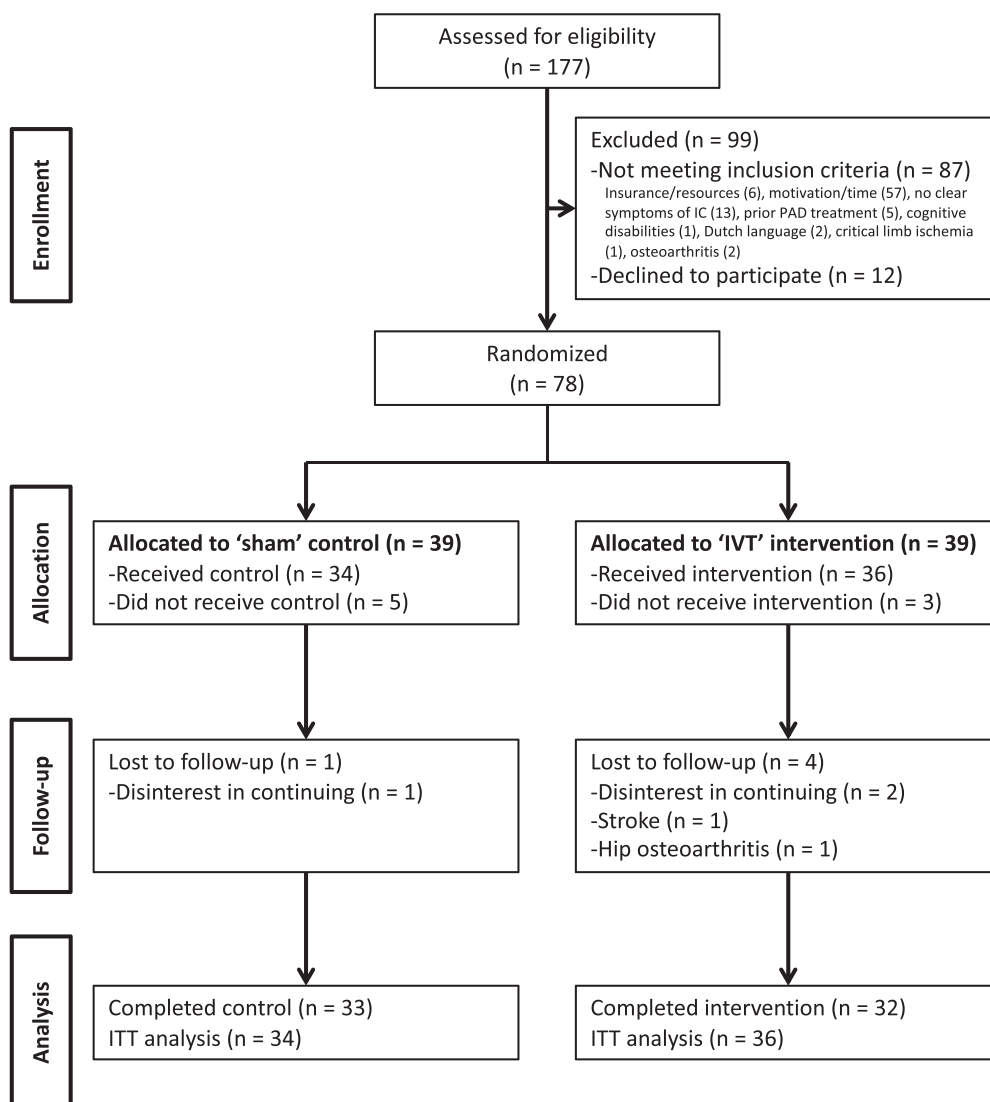 Assessed for eligibility
(n = 177)
Enrollment
Excluded (n = 99)
-Not meeting inclusion criteria (n = 87)
Insurance/resources (6), motivation/time (57), no clear
symptoms of IC (13), prior PAD treatment (5), cognitive
disabilities (1), Dutch language (2), critical limb ischemia
(1), osteoarthritis (2)
-Declined to participate (n = 12)
Randomized
(n = 78)
Allocation
Allocated to ‘sham’ control (n = 39)
-Received control (n = 34)
-Did not receive control (n = 5)
Allocated to ‘IVT’ intervention (n = 39)
-Received intervention (n = 36)
-Did not receive intervention (n = 3)
Follow-up
Lost to follow-up (n = 1)
-Disinterest in continuing (n = 1)
Lost to follow-up (n = 4)
-Disinterest in continuing (n = 2)
-Stroke (n = 1)
-Hip osteoarthritis (n = 1)
Analysis
Completed control (n = 33)
ITT analysis (n = 34)
Completed intervention (n = 32)
ITT analysis (n = 36)